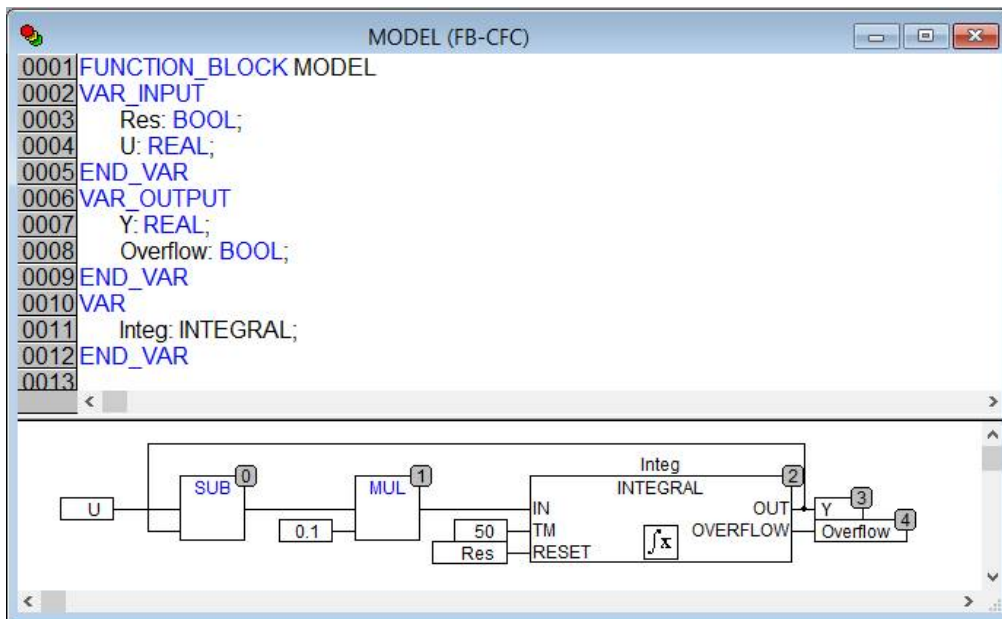 MODEL (FB-CFC)
0001 FUNCTION_BLOCK MODEL
0002 VAR_INPUT
0003 Res: BOOL;
0004 U: REAL;
0005 END_VAR
0006 VAR_OUTPUT
0007 Y: REAL;
0008 Overflow: BOOL;
0009 END_VAR
0010 VAR
0011 Integ: INTEGRAL;
0012 END_VAR
0013
Integ
SUB 0 MUL 1 INTEGRAL 2
U IN OUT Y 3
0.1 50 TM OVERFLOW Overflow 4
Res RESET ∫x